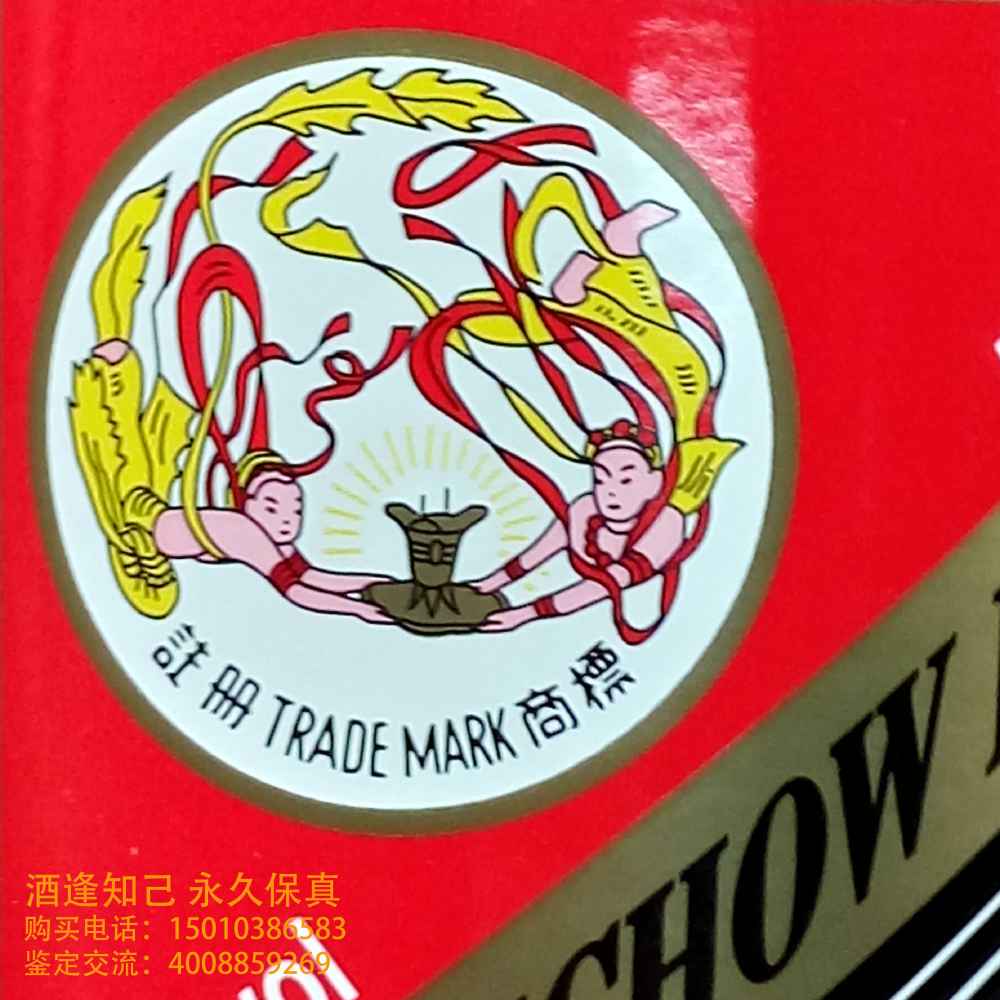 註册 TRADE MARK 商標
CHOW
酒逢知己 永久保真
购买电话：15010386583
鉴定交流：4008859269